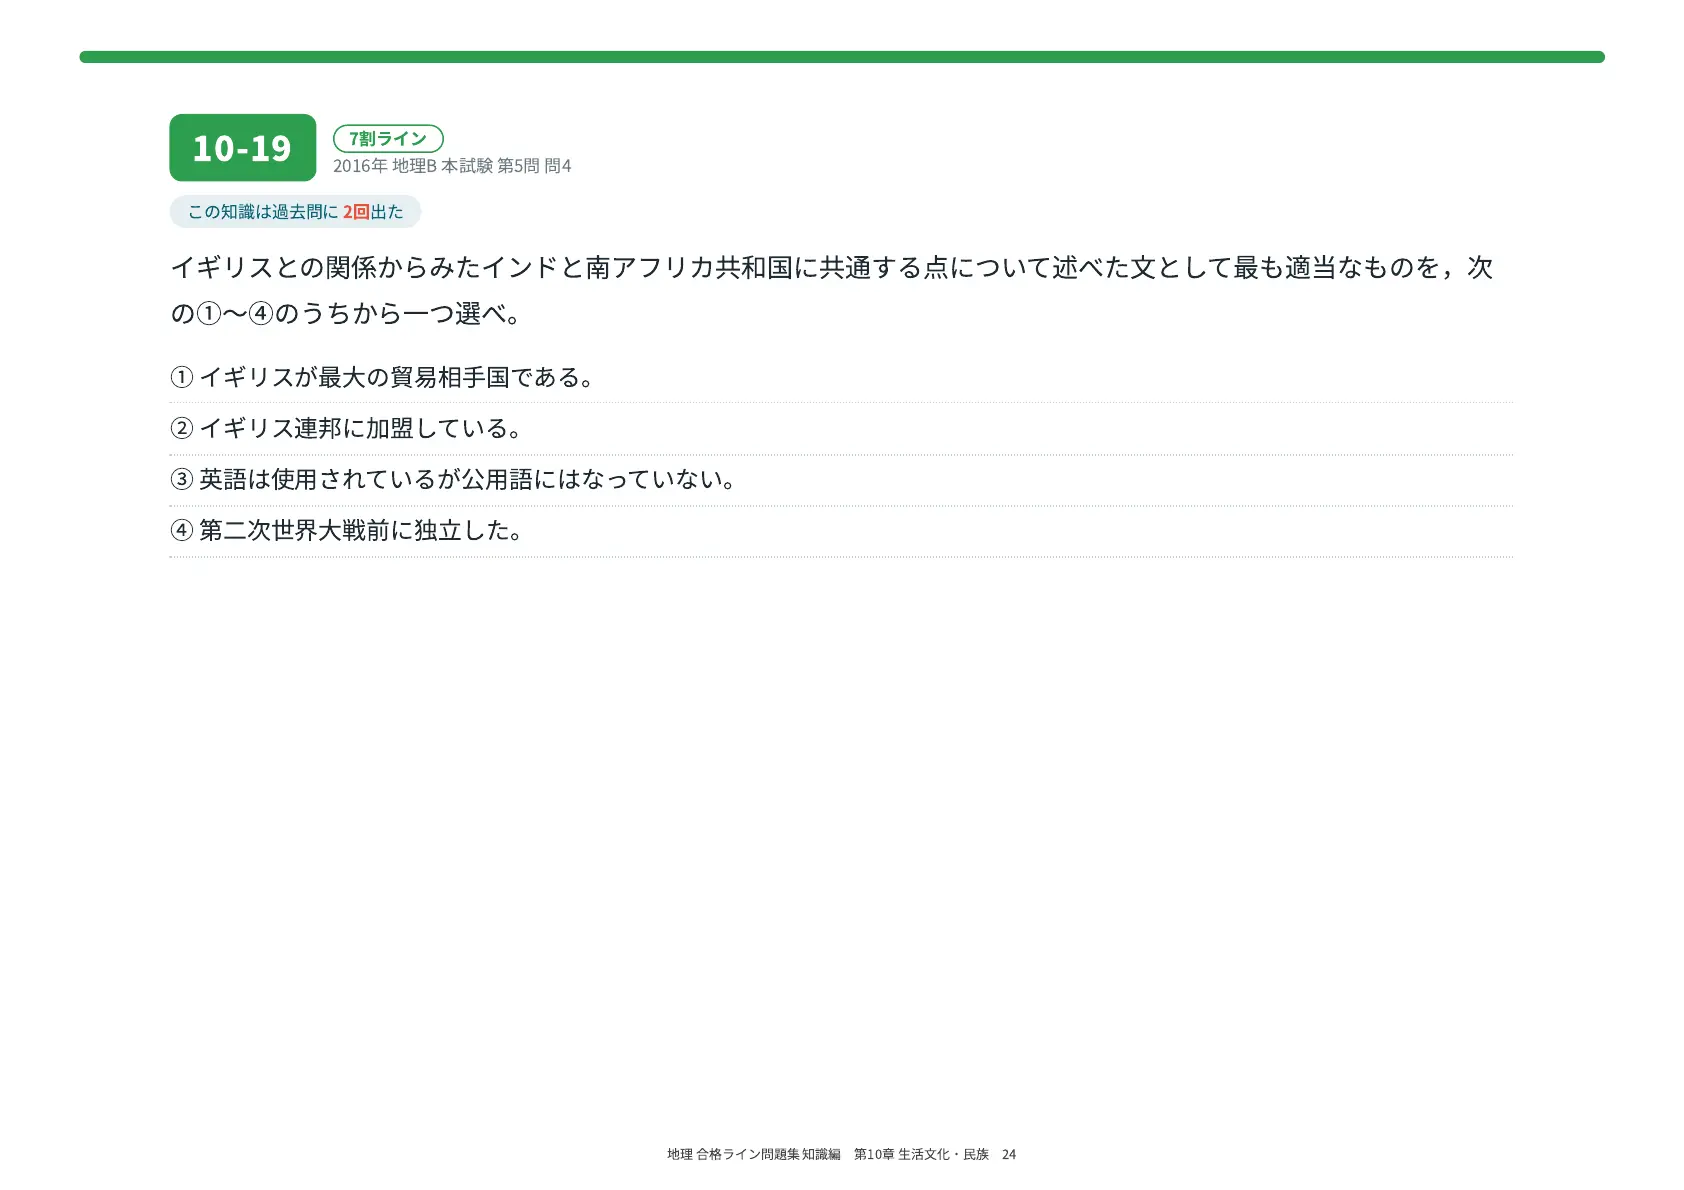 10-19
7割ライン
2016年 地理B 本試験 第5問 問4
この知識は過去問に 2回出た
イギリスとの関係からみたインドと南アフリカ共和国に共通する点について述べた文として最も適当なものを，次
の①〜④のうちから一つ選べ。
① イギリスが最大の貿易相手国である。
② イギリス連邦に加盟している。
③ 英語は使用されているが公用語にはなっていない。
④ 第二次世界大戦前に独立した。
地理 合格ライン問題集 知識編　第10章 生活文化・民族　24